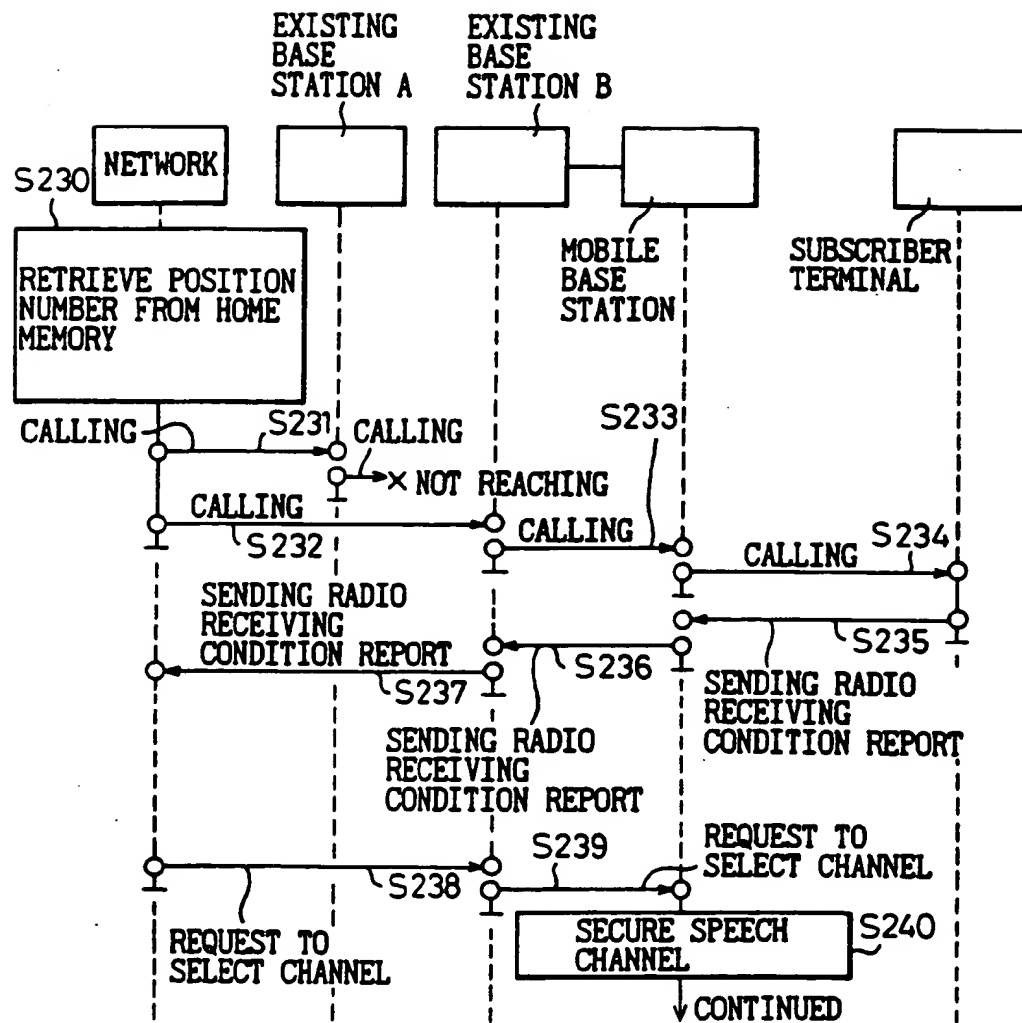 EXISTING
BASE
STATION A
EXISTING
BASE
STATION B
NETWORK
S230
MOBILE
BASE
STATION
SUBSCRIBER
TERMINAL
RETRIEVE POSITION
NUMBER FROM HOME
MEMORY
CALLING
S231
CALLING
× NOT REACHING
S233
CALLING
S232
CALLING
CALLING
S234
SENDING RADIO
RECEIVING
CONDITION REPORT
S235
S236
S237
SENDING RADIO
RECEIVING
CONDITION REPORT
SENDING RADIO
RECEIVING
CONDITION REPORT
S238
S239
REQUEST TO
SELECT CHANNEL
REQUEST TO
SELECT CHANNEL
SECURE SPEECH
CHANNEL
S240
CONTINUED